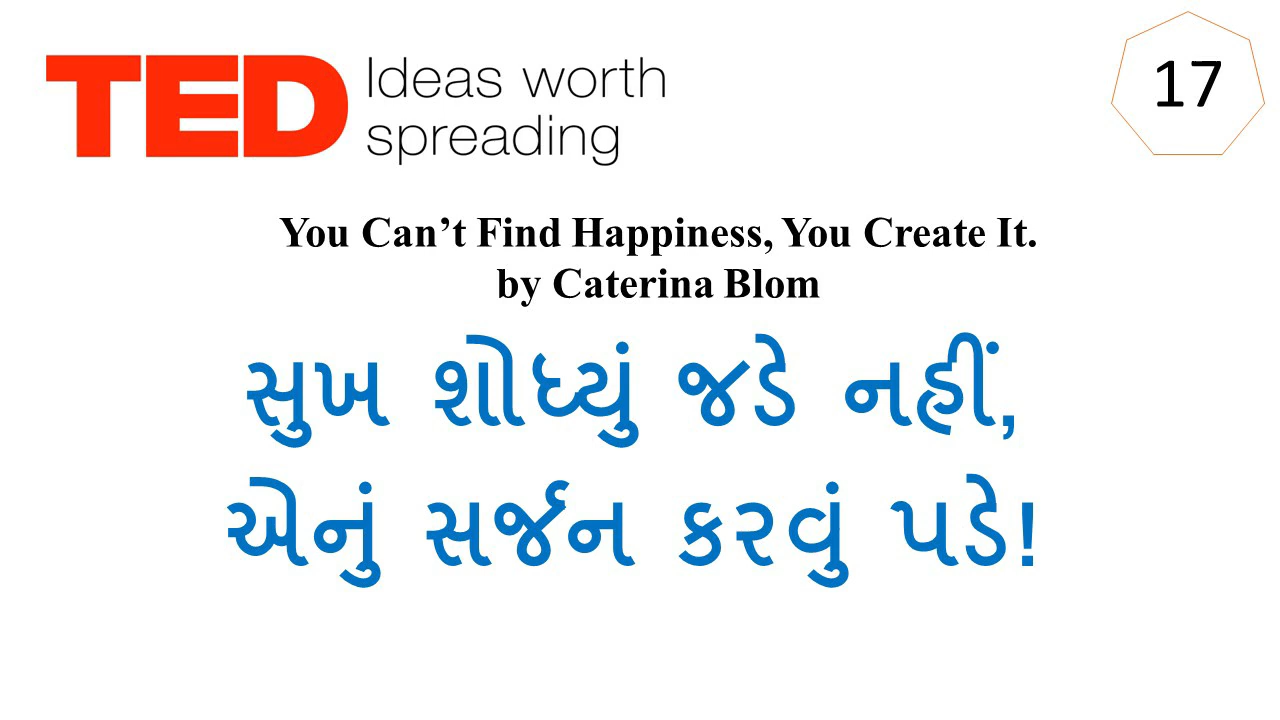 TED Ideas worth
spreading
17
You Can’t Find Happiness, You Create It.
by Caterina Blom
સુખ શોધ્યું જડે નહીં,
એનું સર્જન કરવું પડે!